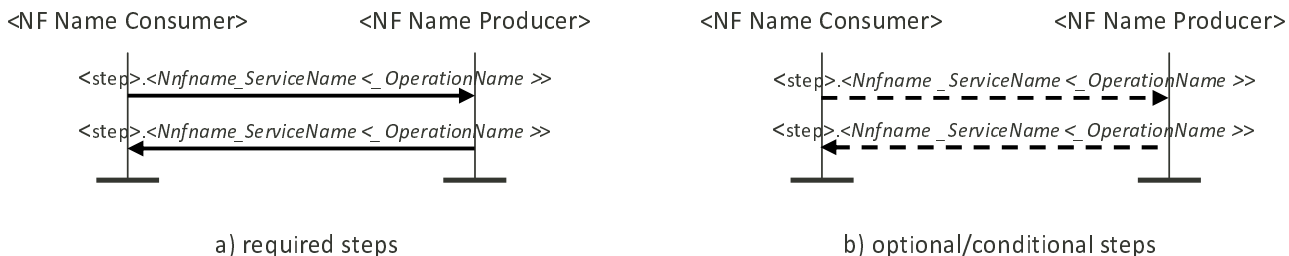 <NF Name Consumer> <NF Name Producer>
<step>.<Nnfname_ServiceName <_OperationName >>
<step>.<Nnfname_ServiceName <_OperationName >>
a) required steps
<NF Name Consumer> <NF Name Producer>
<step>.<Nnfname _ServiceName <_OperationName >>
<step>.<Nnfname _ServiceName <_OperationName >>
b) optional/conditional steps